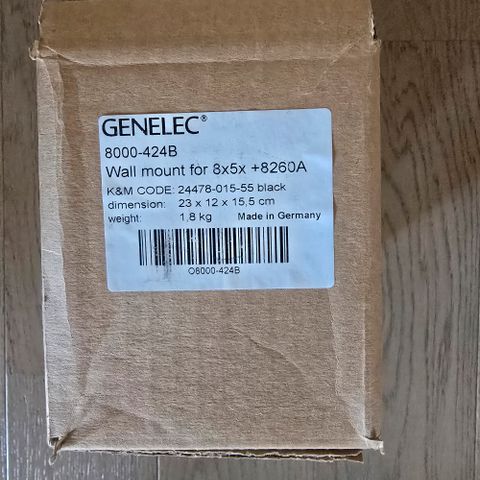 GENELEC®
8000-424B
Wall mount for 8x5x +8260A
K&M CODE: 24478-015-55 black
dimension: 23 x 12 x 15,5 cm
weight: 1,8 kg Made in Germany
O8000-424B